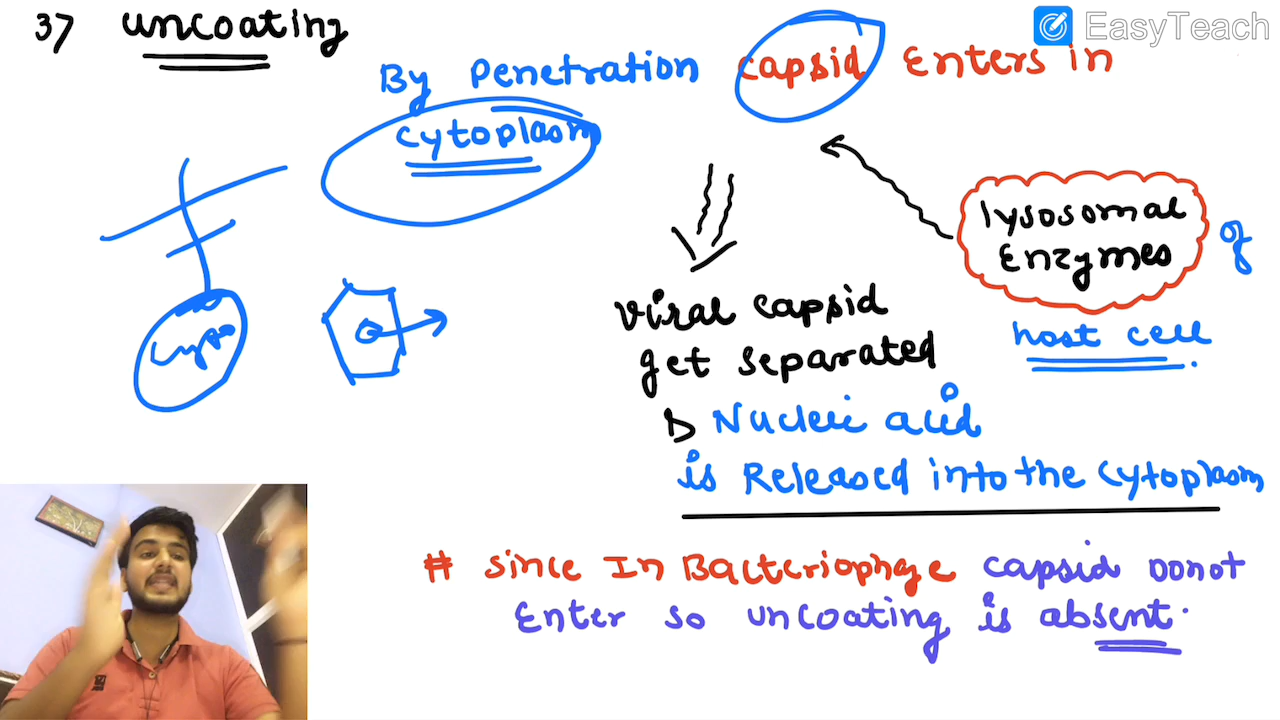 37 uncoating
EasyTeach
By Penetration capsid Enters in
cytoplasm
lysosomal
Enzymes of
host cell.
Viral capsid
get separated
Nucleic acid
is Released into the cytoplasm
# Since In Bacteriophage capsid Donot
Enter so uncoating is absent.